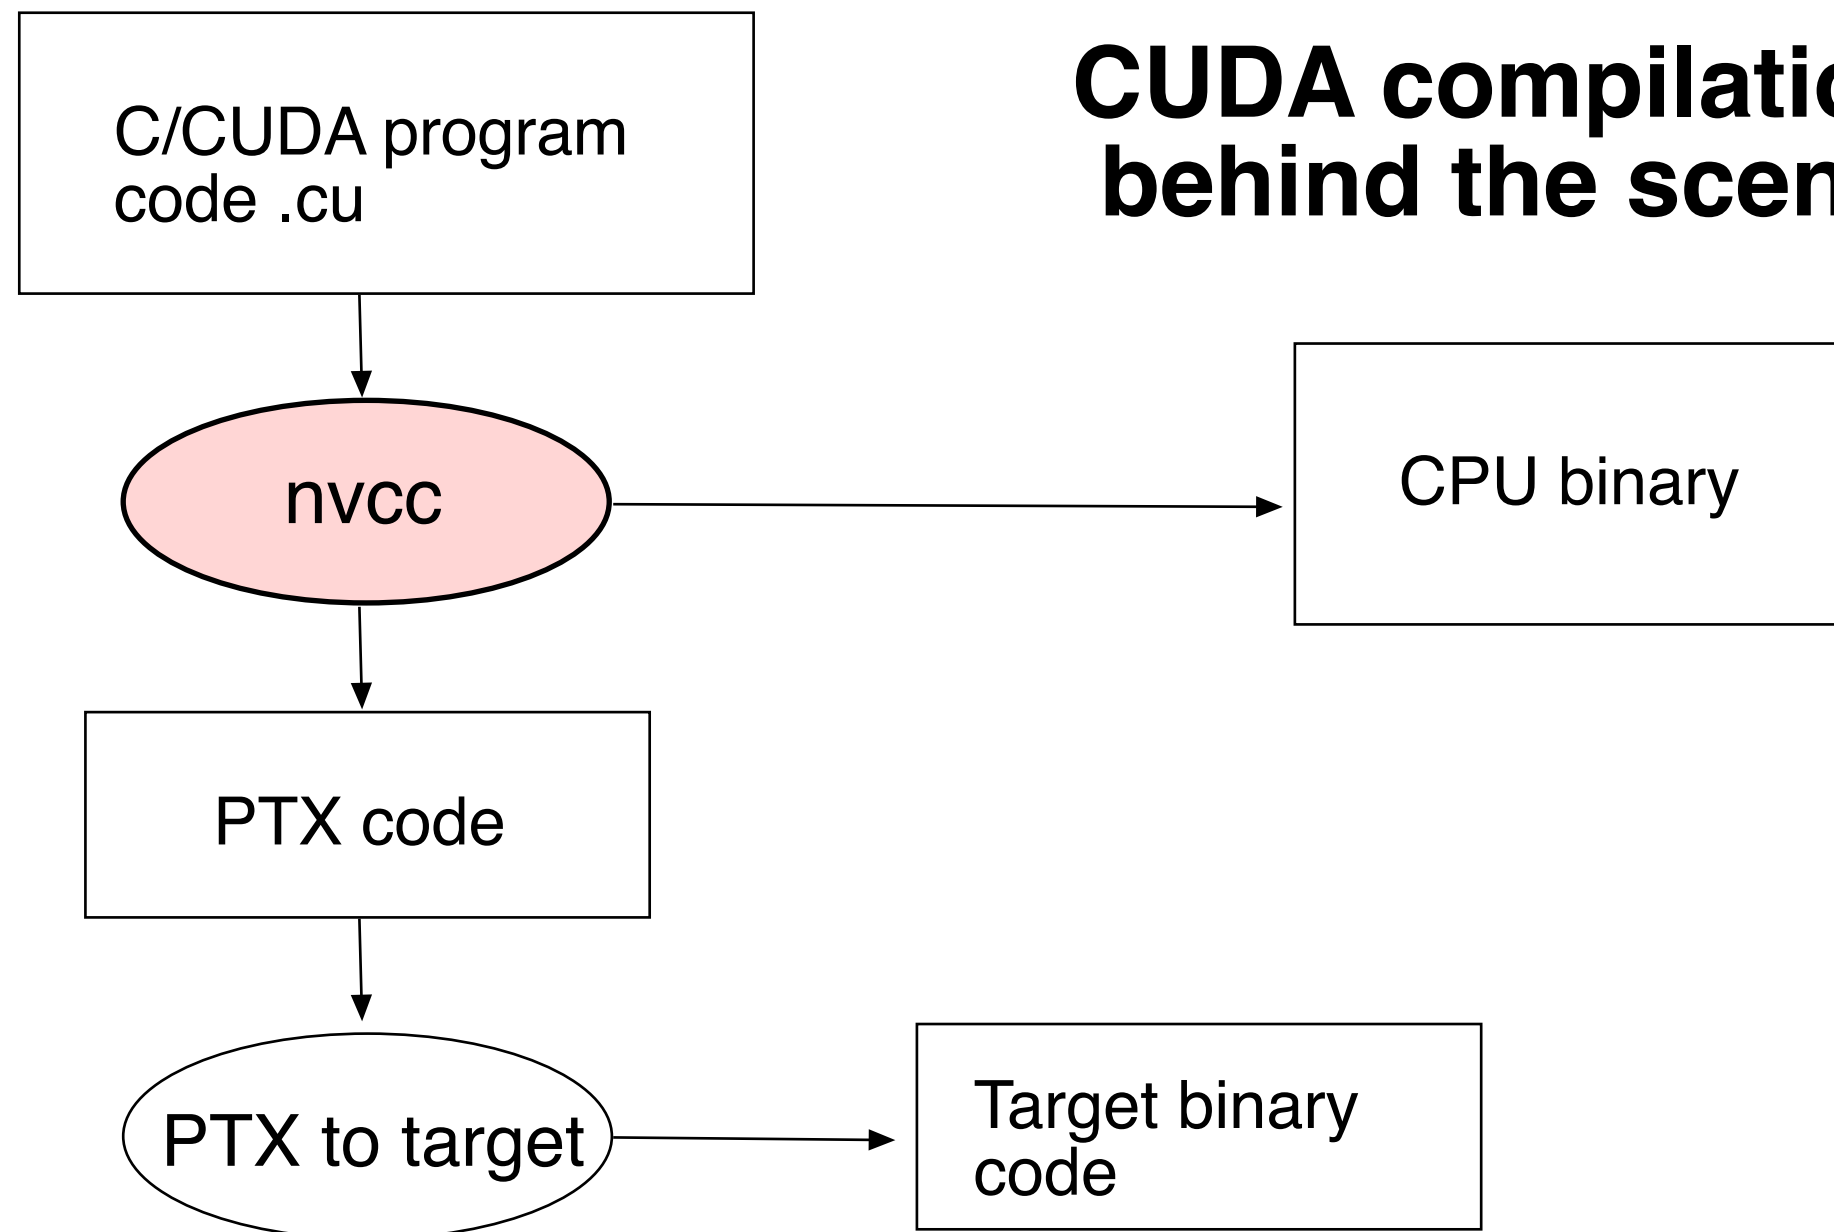 CUDA compilatio
behind the scen
C/CUDA program
code .cu
nvcc
CPU binary
PTX code
PTX to target
Target binary
code